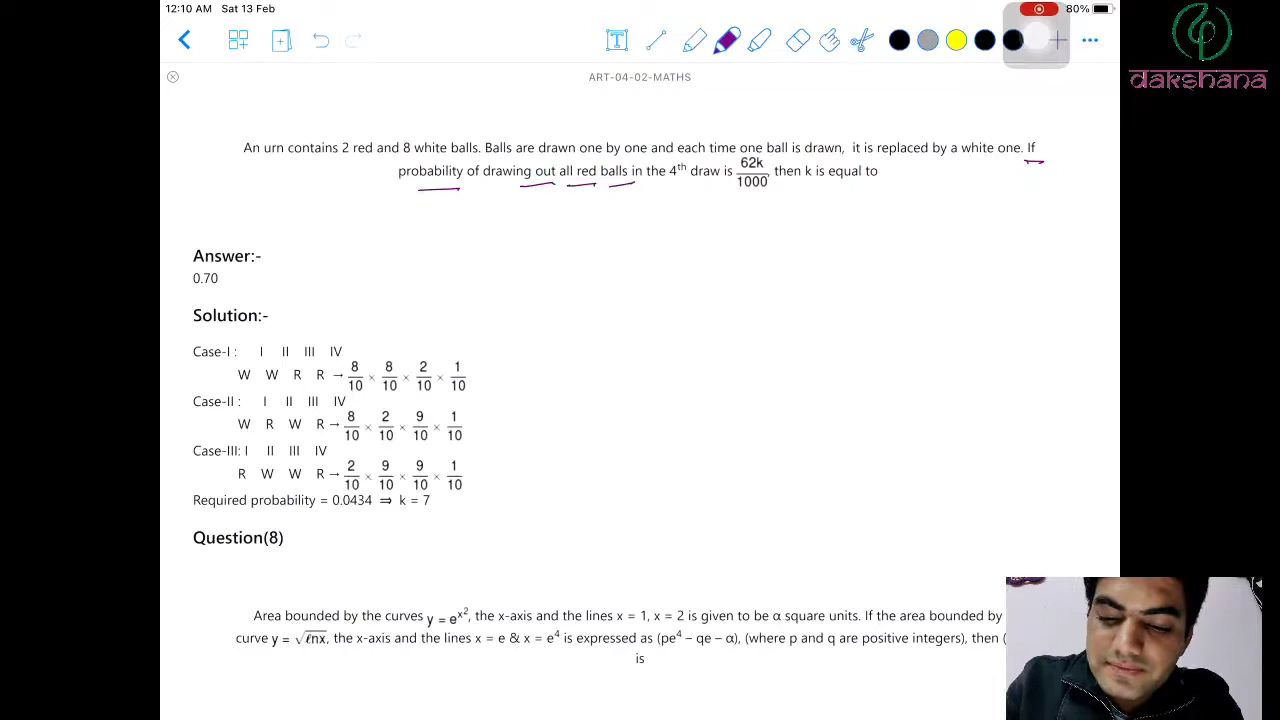 12:10 AM Sat 13 Feb 80%
dakshana
ART-04-02-MATHS
An urn contains 2 red and 8 white balls. Balls are drawn one by one and each time one ball is drawn, it is replaced by a white one. If
probability of drawing out all red balls in the 4th draw is 62k/1000, then k is equal to
Answer:-
0.70
Solution:-
Case-I : I II III IV
W W R R → 8/10 × 8/10 × 2/10 × 1/10
Case-II : I II III IV
W R W R → 8/10 × 2/10 × 9/10 × 1/10
Case-III: I II III IV
R W W R → 2/10 × 9/10 × 9/10 × 1/10
Required probability = 0.0434 ⇒ k = 7
Question(8)
Area bounded by the curves y = e^x^2, the x-axis and the lines x = 1, x = 2 is given to be α square units. If the area bounded by
curve y = √ℓnx, the x-axis and the lines x = e & x = e^4 is expressed as (pe^4 – qe – α), (where p and q are positive integers), then (
is